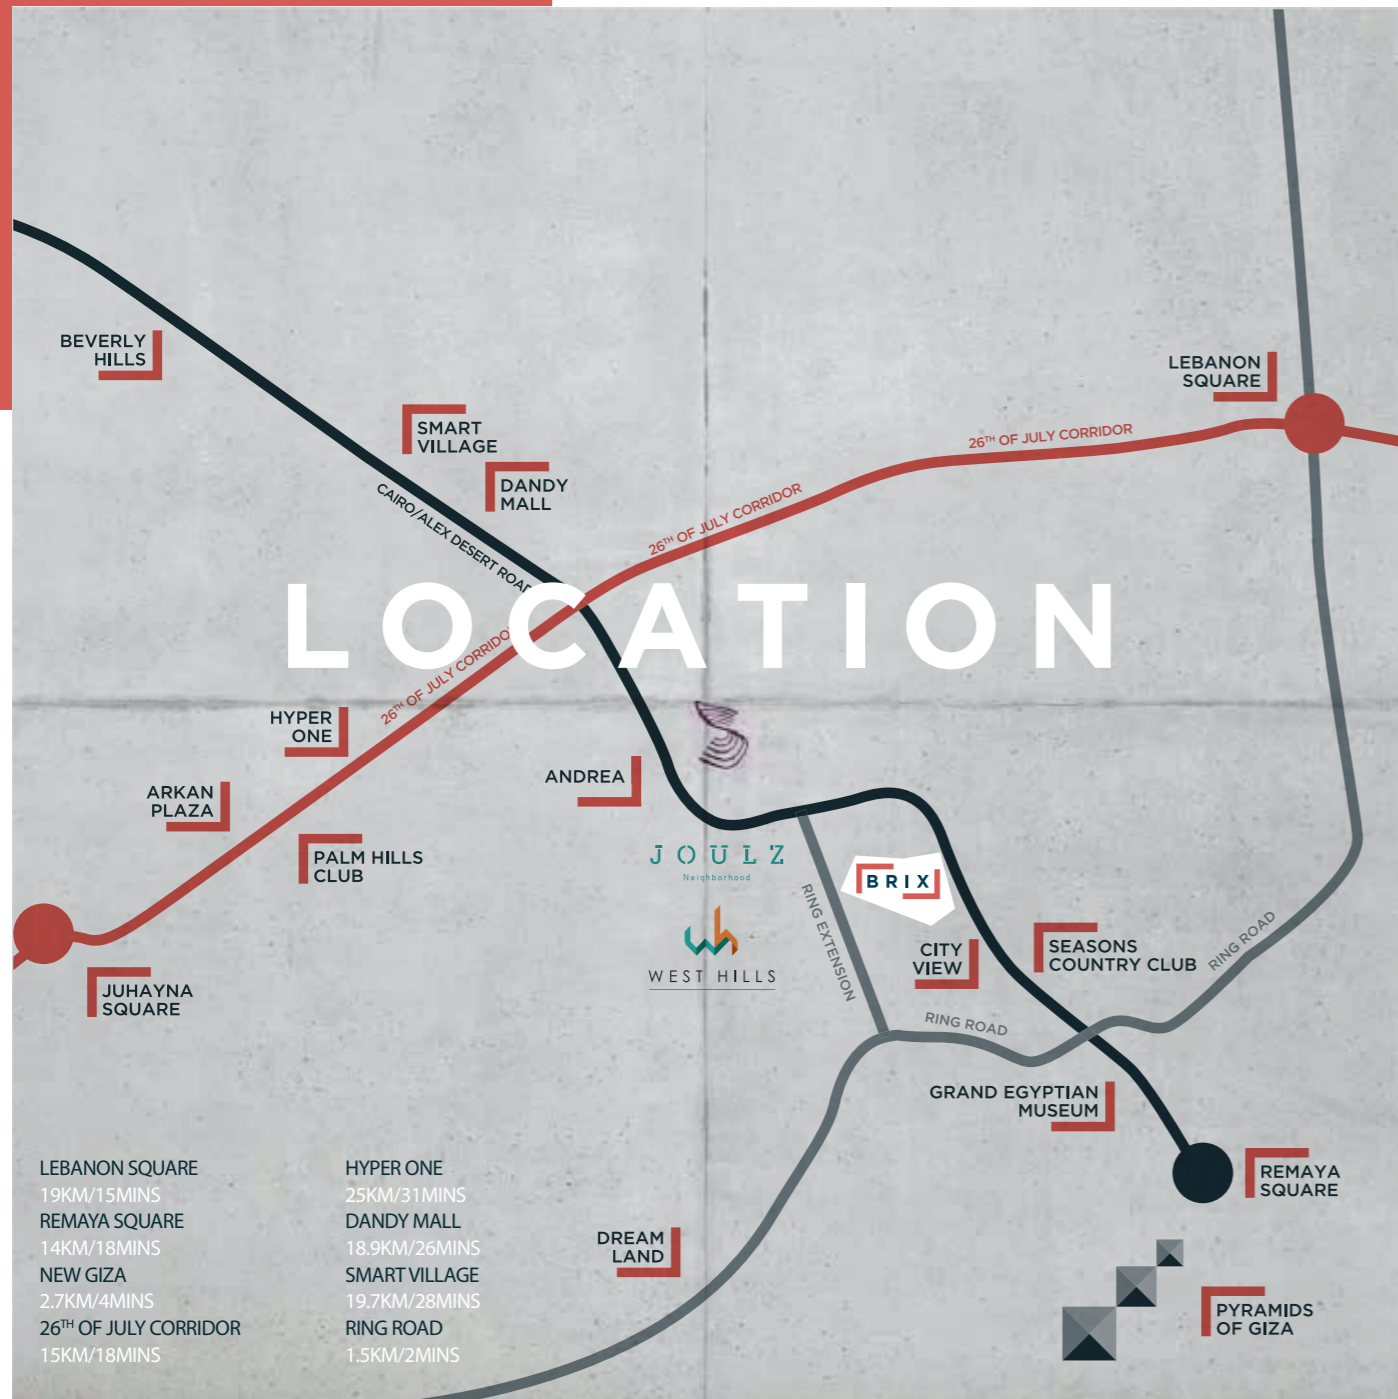 BEVERLY
HILLS
LEBANON
SQUARE
SMART
VILLAGE
26TH OF JULY CORRIDOR
DANDY
MALL
CAIRO/ALEX DESERT ROAD
26TH OF JULY CORRIDOR
LOCATION
26TH OF JULY CORRIDOR
HYPER
ONE
ANDREA
ARKAN
PLAZA
PALM HILLS
CLUB
JOULZ
Neighborhood
BRIX
RING EXTENSION
WEST HILLS
CITY
VIEW
SEASONS
COUNTRY CLUB
RING ROAD
JUHAYNA
SQUARE
RING ROAD
GRAND EGYPTIAN
MUSEUM
REMAYA
SQUARE
DREAM
LAND
PYRAMIDS
OF GIZA
LEBANON SQUARE
19KM/15MINS
REMAYA SQUARE
14KM/18MINS
NEW GIZA
2.7KM/4MINS
26TH OF JULY CORRIDOR
15KM/18MINS
HYPER ONE
25KM/31MINS
DANDY MALL
18.9KM/26MINS
SMART VILLAGE
19.7KM/28MINS
RING ROAD
1.5KM/2MINS